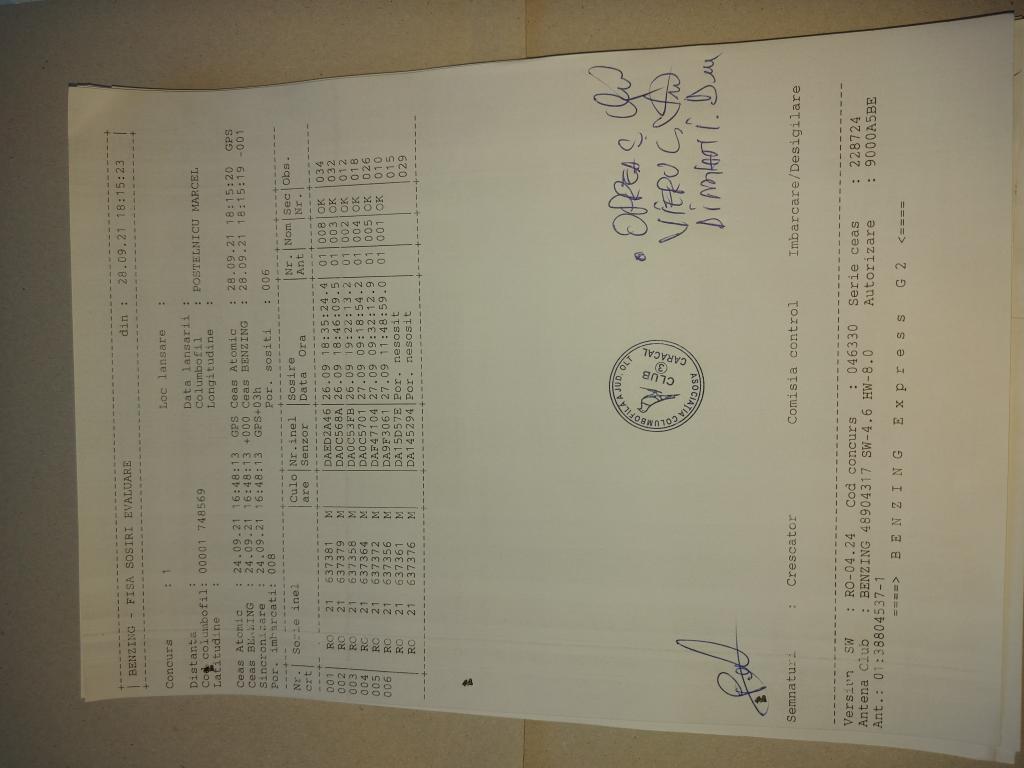 +-----------------------------------------------------+
| BENZING - FISA SOSIRI EVALUARE din : 28.09.21 18:15:23 |
+-----------------------------------------------------+
Concurs : 1 Loc lansare :
Distanta : Data lansarii :
Cod columbofil: 00001 748569 Columbofil : POSTELNICU MARCEL
Latitudine : Longitudine :
Ceas Atomic : 24.09.21 16:48:13 GPS Ceas Atomic : 28.09.21 18:15:20 GPS
Ceas BENZING : 24.09.21 16:48:13 +000 Ceas BENZING : 28.09.21 18:15:19 -001
Sincronizare : 24.09.21 16:48:13 GPS+03h
Por. imbarcati: 008 Por. sositi : 006
Nr. | Serie inel |Culo|Nr.inel |Sosire |Nr. |Nom|Sec|Obs.
crt | |are |Senzor |Data Ora |Ant | |Nr.|
001 | RO 21 637381 M | |DAED2A46|26.09 18:35:24.4| 01|008|OK |034
002 | RO 21 637379 M | |DA0C568A|26.09 18:46:09.5| 01|003|OK |032
003 | RO 21 637358 M | |DA0C53FB|26.09 19:22:13.2| 01|002|OK |012
004 | RO 21 637364 M | |DA0C5701|27.09 09:18:54.2| 01|004|OK |018
005 | RO 21 637372 M | |DAF47104|27.09 09:32:12.9| 01|005|OK |026
006 | RO 21 637356 M | |DA9F3061|27.09 11:48:59.0| 01|001|OK |010
| RO 21 637361 M | |DA15D57E|Por. nesosit | | | |015
| RO 21 637376 M | |DA145294|Por. nesosit | | | |029
VIERU C.
ASOCIATIA COLUMBOFILA JUD. OLT
CLUB
3
CARACAL
Semnaturi : Crescator Comisia control Imbarcare/Desigilare
Versiun SW : RO-04.24 Cod concurs : 046330 Serie ceas : 228724
Antena Club : BENZING 48904317 SW-4.6 HW-8.0 Autorizare : 9000A5BE
Ant.: 01:38804537-1
====> B E N Z I N G E x p r e s s G 2 <====